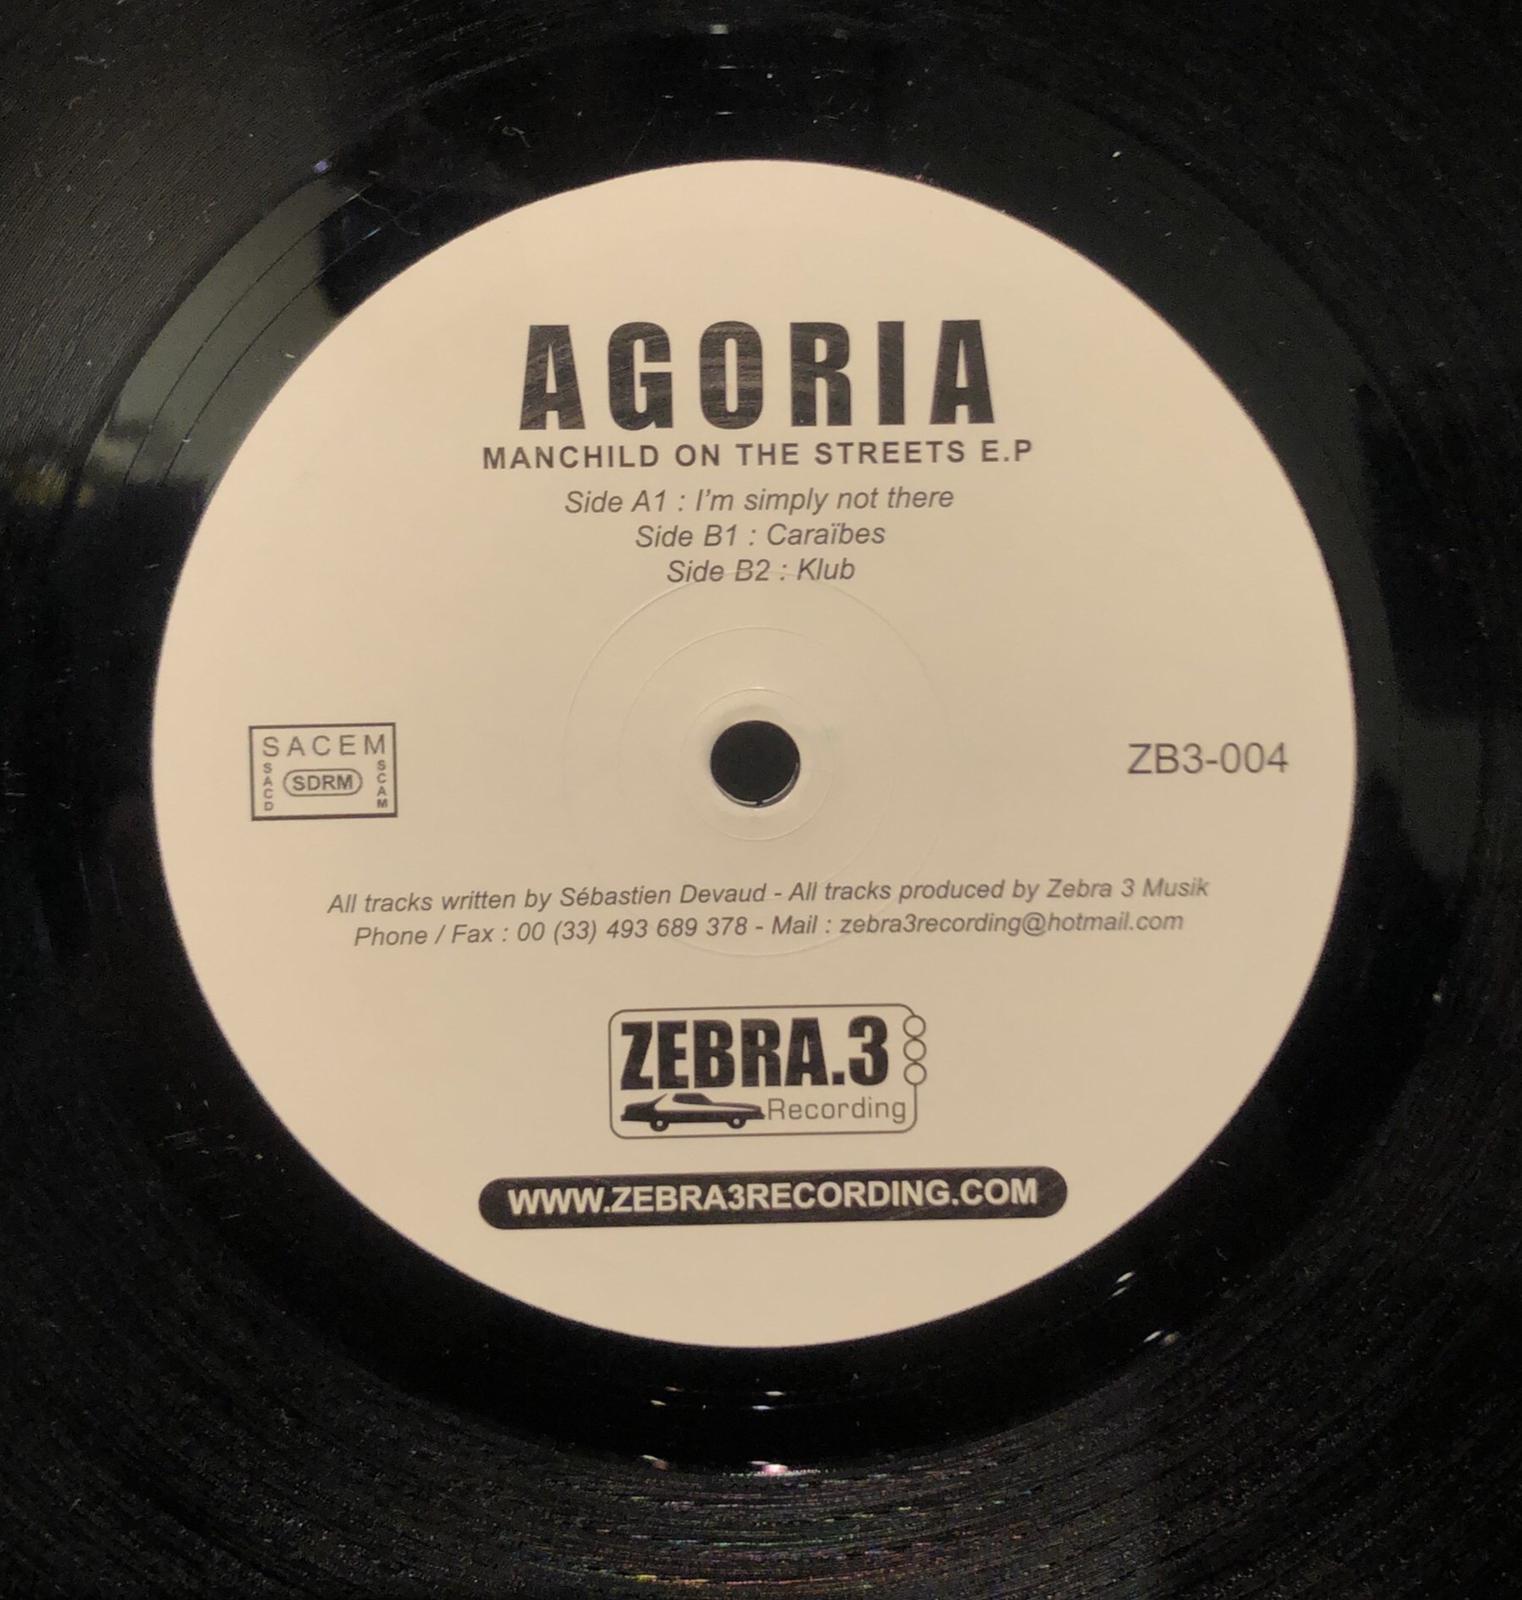 AGORIA
MANCHILD ON THE STREETS E.P
Side A1 : I'm simply not there
Side B1 : Caraïbes
Side B2 : Klub
SACEM
SACD
SDRM
SCAM
ZB3-004
All tracks written by Sébastien Devaud - All tracks produced by Zebra 3 Musik
Phone / Fax : 00 (33) 493 689 378 - Mail : zebra3recording@hotmail.com
ZEBRA.3
Recording
WWW.ZEBRA3RECORDING.COM